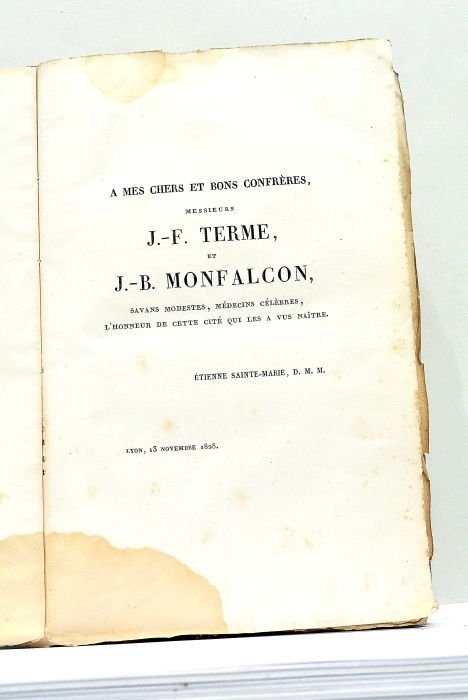 A MES CHERS ET BONS CONFRÈRES,
MESSIEURS
J.-F. TERME,
ET
J.-B. MONFALCON,
SAVANS MODESTES, MÉDECINS CÉLÈBRES,
L'HONNEUR DE CETTE CITÉ QUI LES A VUS NAÎTRE.
ÉTIENNE SAINTE-MARIE, D. M. M.
LYON, 13 NOVEMBRE 1828.